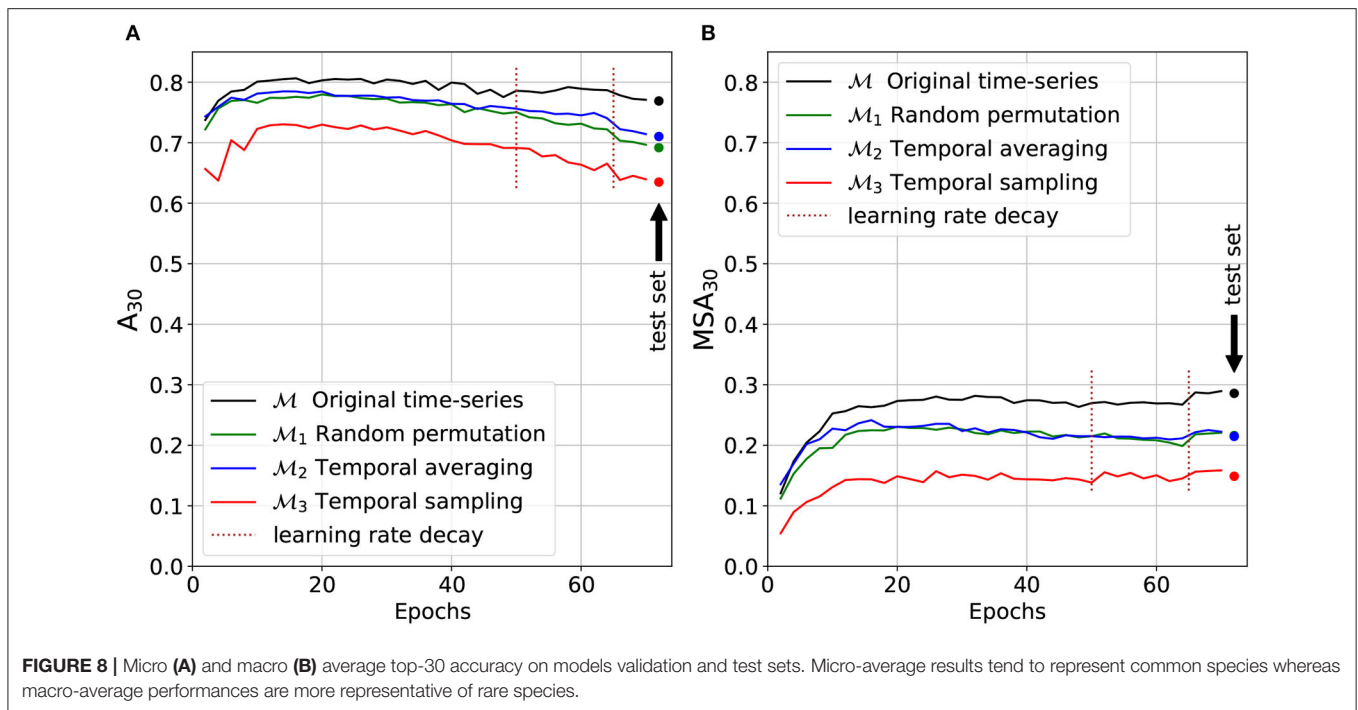 A
0.8
0.7
0.6
0.5
0.4
0.3
0.2
0.1
0.0
A30
0 20 40 60
Epochs
M Original time-series
M1 Random permutation
M2 Temporal averaging
M3 Temporal sampling
learning rate decay
test set
B
0.8
0.7
0.6
0.5
0.4
0.3
0.2
0.1
0.0
MSA30
0 20 40 60
Epochs
M Original time-series
M1 Random permutation
M2 Temporal averaging
M3 Temporal sampling
learning rate decay
test set
FIGURE 8 | Micro (A) and macro (B) average top-30 accuracy on models validation and test sets. Micro-average results tend to represent common species whereas
macro-average performances are more representative of rare species.